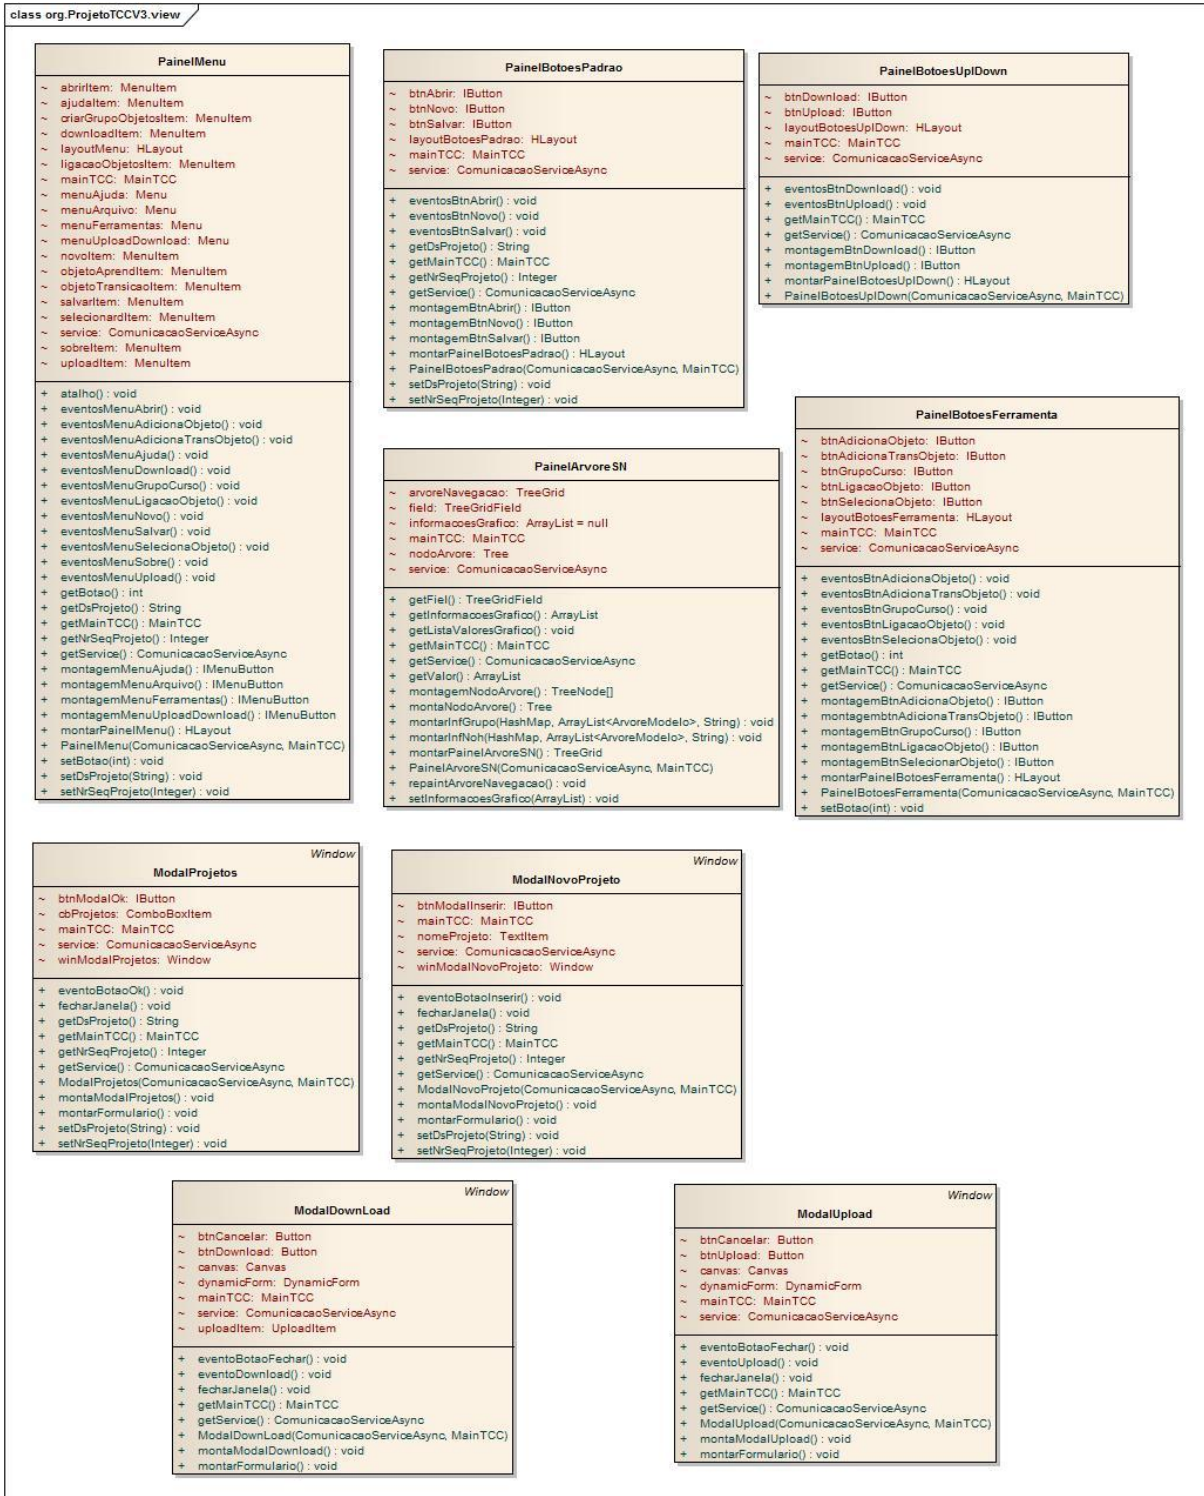 class org.ProjetoTCCV3.view
PainelMenu
~ abrirItem: MenuItem
~ ajudaItem: MenuItem
~ criarGrupoObjetosItem: MenuItem
~ downloadItem: MenuItem
~ layoutMenu: HLayout
~ ligacaoObjetosItem: MenuItem
~ mainTCC: MainTCC
~ menuAjuda: Menu
~ menuArquivo: Menu
~ menuFerramentas: Menu
~ menuUploadDownload: Menu
~ novoItem: MenuItem
~ objetoAprendItem: MenuItem
~ objetoTransicaoItem: MenuItem
~ salvarItem: MenuItem
~ selecionardItem: MenuItem
~ service: ComunicacaoServiceAsync
~ sobreItem: MenuItem
~ uploadItem: MenuItem
+ atalho() : void
+ eventosMenuAbrir() : void
+ eventosMenuAdicionaObjeto() : void
+ eventosMenuAdicionaTransObjeto() : void
+ eventosMenuAjuda() : void
+ eventosMenuDownload() : void
+ eventosMenuGrupoCurso() : void
+ eventosMenuLigacaoObjeto() : void
+ eventosMenuNovo() : void
+ eventosMenuSalvar() : void
+ eventosMenuSelecionaObjeto() : void
+ eventosMenuSobre() : void
+ eventosMenuUpload() : void
+ getBotao() : int
+ getDsProjeto() : String
+ getMainTCC() : MainTCC
+ getNrSeqProjeto() : Integer
+ getService() : ComunicacaoServiceAsync
+ montagemMenuAjuda() : IMenuButton
+ montagemMenuArquivo() : IMenuButton
+ montagemMenuFerramentas() : IMenuButton
+ montagemMenuUploadDownload() : IMenuButton
+ montarPainelMenu() : HLayout
+ PainelMenu(ComunicacaoServiceAsync, MainTCC)
+ setBotao(int) : void
+ setDsProjeto(String) : void
+ setNrSeqProjeto(Integer) : void
PainelBotoesPadrao
~ btnAbrir: IButton
~ btnNovo: IButton
~ btnSalvar: IButton
~ layoutBotoesPadrao: HLayout
~ mainTCC: MainTCC
~ service: ComunicacaoServiceAsync
+ eventosBtnAbrir() : void
+ eventosBtnNovo() : void
+ eventosBtnSalvar() : void
+ getDsProjeto() : String
+ getMainTCC() : MainTCC
+ getNrSeqProjeto() : Integer
+ getService() : ComunicacaoServiceAsync
+ montagemBtnAbrir() : IButton
+ montagemBtnNovo() : IButton
+ montagemBtnSalvar() : IButton
+ montarPainelBotoesPadrao() : HLayout
+ PainelBotoesPadrao(ComunicacaoServiceAsync, MainTCC)
+ setDsProjeto(String) : void
+ setNrSeqProjeto(Integer) : void
PainelBotoesUplDown
~ btnDownload: IButton
~ btnUpload: IButton
~ layoutBotoesUplDown: HLayout
~ mainTCC: MainTCC
~ service: ComunicacaoServiceAsync
+ eventosBtnDownload() : void
+ eventosBtnUpload() : void
+ getMainTCC() : MainTCC
+ getService() : ComunicacaoServiceAsync
+ montagemBtnDownload() : IButton
+ montagemBtnUpload() : IButton
+ montarPainelBotoesUplDown() : HLayout
+ PainelBotoesUplDown(ComunicacaoServiceAsync, MainTCC)
PainelArvoreSN
~ arvoreNavegacao: TreeGrid
~ field: TreeGridField
~ informacoesGrafico: ArrayList = null
~ mainTCC: MainTCC
~ nodoArvore: Tree
~ service: ComunicacaoServiceAsync
+ getFiel() : TreeGridField
+ getInformacoesGrafico() : ArrayList
+ getListaValoresGrafico() : void
+ getMainTCC() : MainTCC
+ getService() : ComunicacaoServiceAsync
+ getValor() : ArrayList
+ montagemNodoArvore() : TreeNode[]
+ montaNodoArvore() : Tree
+ montarInfGrupo(HashMap, ArrayList<ArvoreModelo>, String) : void
+ montarInfNoh(HashMap, ArrayList<ArvoreModelo>, String) : void
+ montarPainelArvoreSN() : TreeGrid
+ PainelArvoreSN(ComunicacaoServiceAsync, MainTCC)
+ repaintArvoreNavegacao() : void
+ setInformacoesGrafico(ArrayList) : void
PainelBotoesFerramenta
~ btnAdicionaObjeto: IButton
~ btnAdicionaTransObjeto: IButton
~ btnGrupoCurso: IButton
~ btnLigacaoObjeto: IButton
~ btnSelecionaObjeto: IButton
~ layoutBotoesFerramenta: HLayout
~ mainTCC: MainTCC
~ service: ComunicacaoServiceAsync
+ eventosBtnAdicionaObjeto() : void
+ eventosBtnAdicionaTransObjeto() : void
+ eventosBtnGrupoCurso() : void
+ eventosBtnLigacaoObjeto() : void
+ eventosBtnSelecionaObjeto() : void
+ getBotao() : int
+ getMainTCC() : MainTCC
+ getService() : ComunicacaoServiceAsync
+ montagemBtnAdicionaObjeto() : IButton
+ montagembtnAdicionaTransObjeto() : IButton
+ montagemBtnGrupoCurso() : IButton
+ montagemBtnLigacaoObjeto() : IButton
+ montagemBtnSelecionarObjeto() : IButton
+ montarPainelBotoesFerramenta() : HLayout
+ PainelBotoesFerramenta(ComunicacaoServiceAsync, MainTCC)
+ setBotao(int) : void
Window
ModalProjetos
~ btnModalOk: IButton
~ cbProjetos: ComboBoxItem
~ mainTCC: MainTCC
~ service: ComunicacaoServiceAsync
~ winModalProjetos: Window
+ eventoBotaoOk() : void
+ fecharJanela() : void
+ getDsProjeto() : String
+ getMainTCC() : MainTCC
+ getNrSeqProjeto() : Integer
+ getService() : ComunicacaoServiceAsync
+ ModalProjetos(ComunicacaoServiceAsync, MainTCC)
+ montaModalProjetos() : void
+ montarFormulario() : void
+ setDsProjeto(String) : void
+ setNrSeqProjeto(Integer) : void
Window
ModalNovoProjeto
~ btnModalInserir: IButton
~ mainTCC: MainTCC
~ nomeProjeto: TextItem
~ service: ComunicacaoServiceAsync
~ winModalNovoProjeto: Window
+ eventoBotaoInserir() : void
+ fecharJanela() : void
+ getDsProjeto() : String
+ getMainTCC() : MainTCC
+ getNrSeqProjeto() : Integer
+ getService() : ComunicacaoServiceAsync
+ ModalNovoProjeto(ComunicacaoServiceAsync, MainTCC)
+ montaModalNovoProjeto() : void
+ montarFormulario() : void
+ setDsProjeto(String) : void
+ setNrSeqProjeto(Integer) : void
Window
ModalDownLoad
~ btnCancelar: Button
~ btnDownload: Button
~ canvas: Canvas
~ dynamicForm: DynamicForm
~ mainTCC: MainTCC
~ service: ComunicacaoServiceAsync
~ uploadItem: UploadItem
+ eventoBotaoFechar() : void
+ eventoDownload() : void
+ fecharJanela() : void
+ getMainTCC() : MainTCC
+ getService() : ComunicacaoServiceAsync
+ ModalDownLoad(ComunicacaoServiceAsync, MainTCC)
+ montaModalDownload() : void
+ montarFormulario() : void
Window
ModalUpload
~ btnCancelar: Button
~ btnUpload: Button
~ canvas: Canvas
~ dynamicForm: DynamicForm
~ mainTCC: MainTCC
~ service: ComunicacaoServiceAsync
+ eventoBotaoFechar() : void
+ eventoUpload() : void
+ fecharJanela() : void
+ getMainTCC() : MainTCC
+ getService() : ComunicacaoServiceAsync
+ ModalUpload(ComunicacaoServiceAsync, MainTCC)
+ montaModalUpload() : void
+ montarFormulario() : void